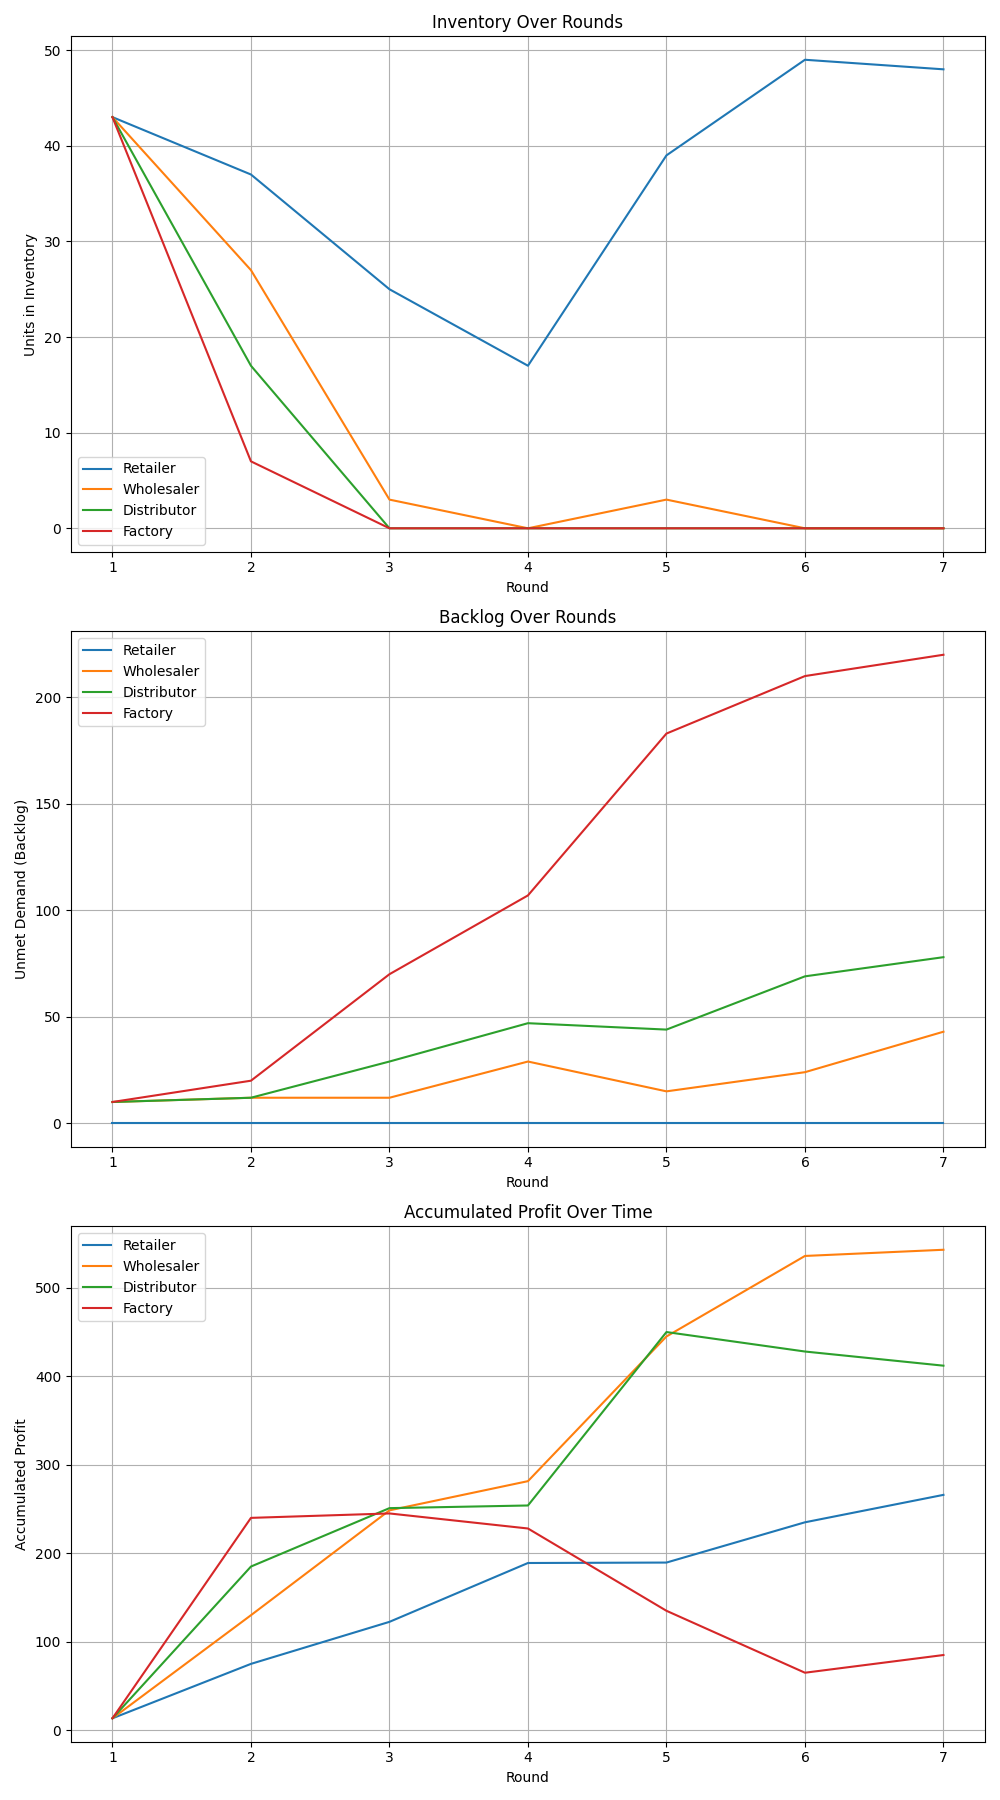 Inventory Over Rounds
Units in Inventory
50
40
30
20
10
0
Retailer
Wholesaler
Distributor
Factory
1 2 3 4 5 6 7
Round
Backlog Over Rounds
Unmet Demand (Backlog)
Retailer
Wholesaler
Distributor
Factory
200
150
100
50
0
1 2 3 4 5 6 7
Round
Accumulated Profit Over Time
Accumulated Profit
Retailer
Wholesaler
Distributor
Factory
500
400
300
200
100
0
1 2 3 4 5 6 7
Round